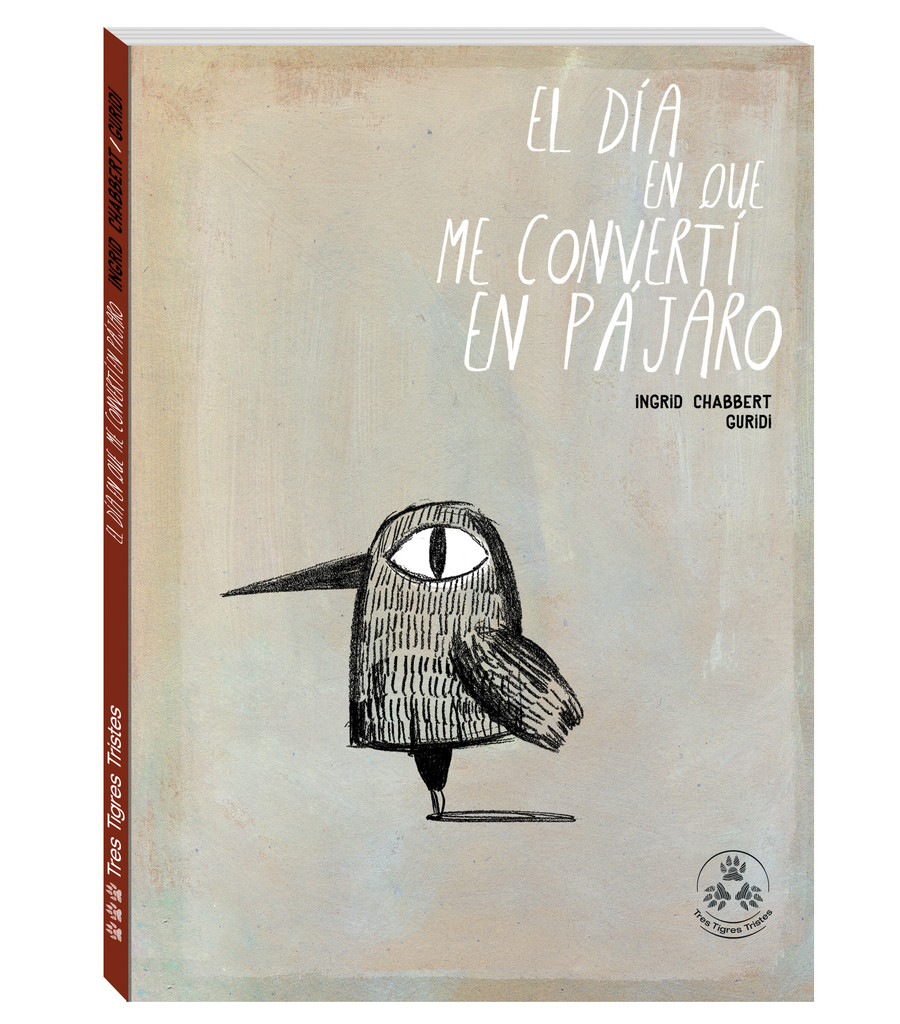 EL DÍA
EN QUE
ME CONVERTÍ
EN PÁJARO
INGRID CHABBERT
GURIDI
Tres Tigres Tristes
EL DÍA EN QUE ME CONVERTÍ EN PÁJARO INGRID CHABBERT / GURIDI
Tres Tigres Tristes